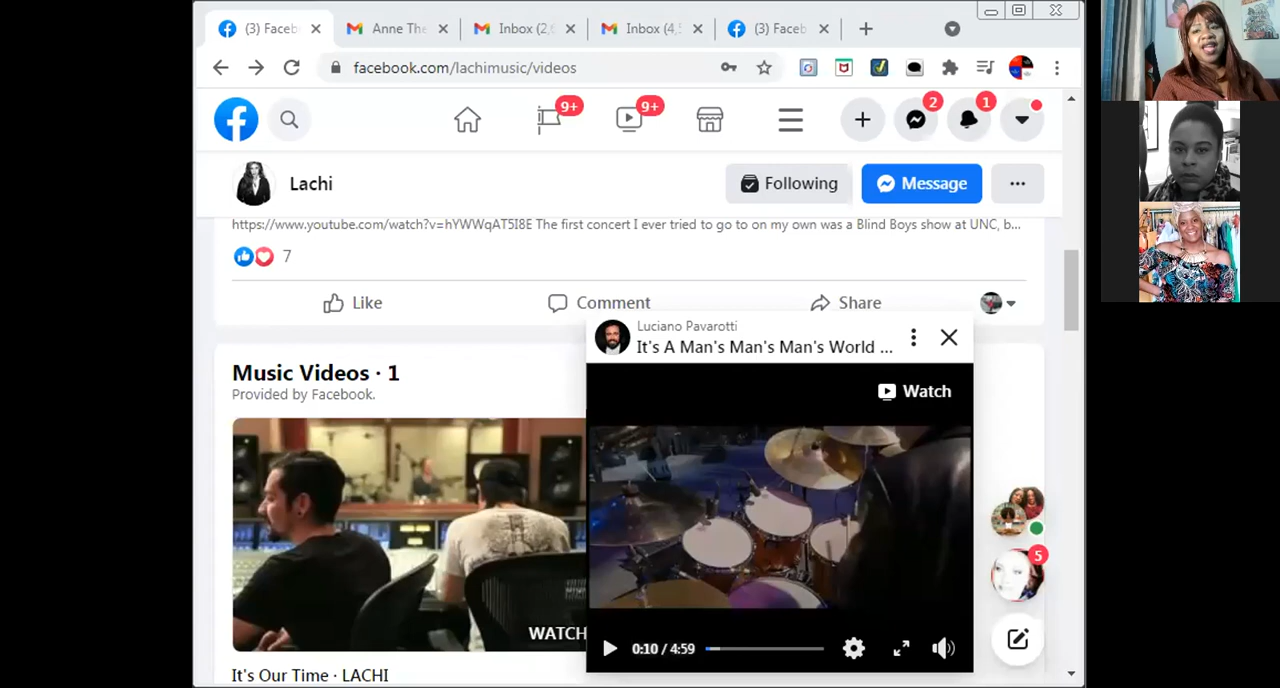 (3) Faceb
Anne The
Inbox (2,
Inbox (4,
(3) Faceb
facebook.com/lachimusic/videos
9+
9+
2
1
Lachi
Following
Message
https://www.youtube.com/watch?v=hYWWqAT5I8E The first concert I ever tried to go to on my own was a Blind Boys show at UNC, b...
7
Like
Comment
Share
Luciano Pavarotti
It's A Man's Man's Man's World ...
Watch
Music Videos · 1
Provided by Facebook.
WATCH
0:10 / 4:59
5
It's Our Time · LACHI